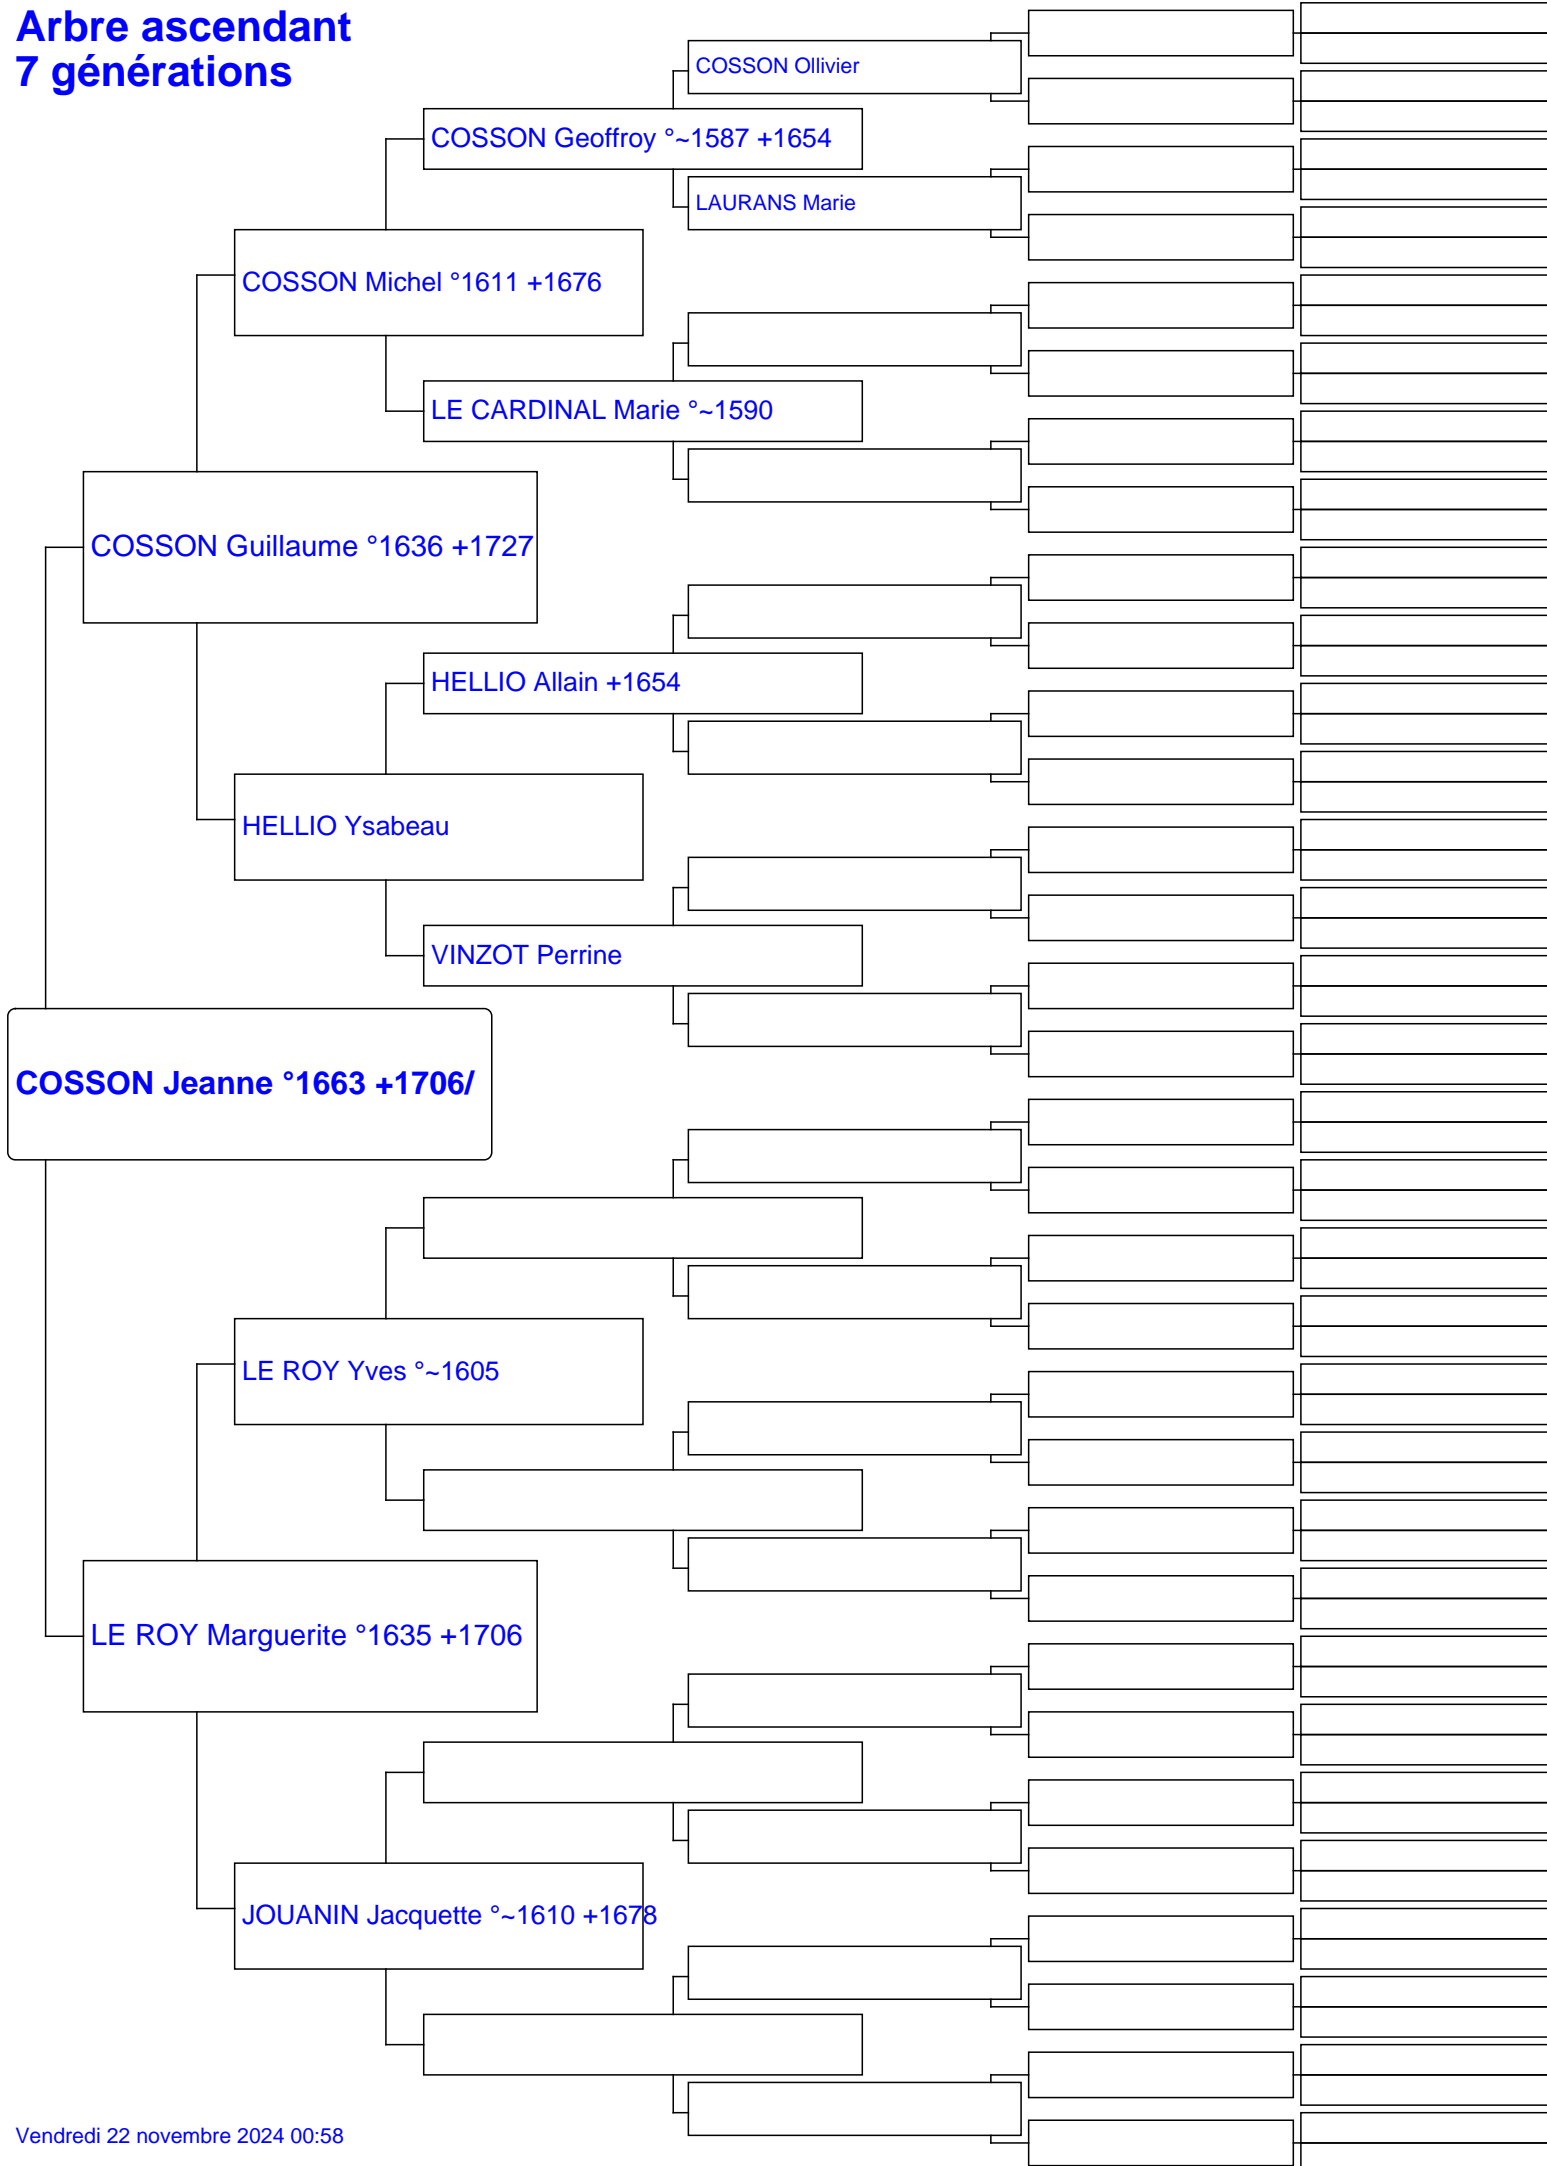 Arbre ascendant
7 générations
COSSON Ollivier
COSSON Geoffroy °~1587 +1654
LAURANS Marie
COSSON Michel °1611 +1676
LE CARDINAL Marie °~1590
COSSON Guillaume °1636 +1727
HELLIO Allain +1654
HELLIO Ysabeau
VINZOT Perrine
COSSON Jeanne °1663 +1706/
LE ROY Yves °~1605
LE ROY Marguerite °1635 +1706
JOUANIN Jacquette °~1610 +1678
Vendredi 22 novembre 2024 00:58